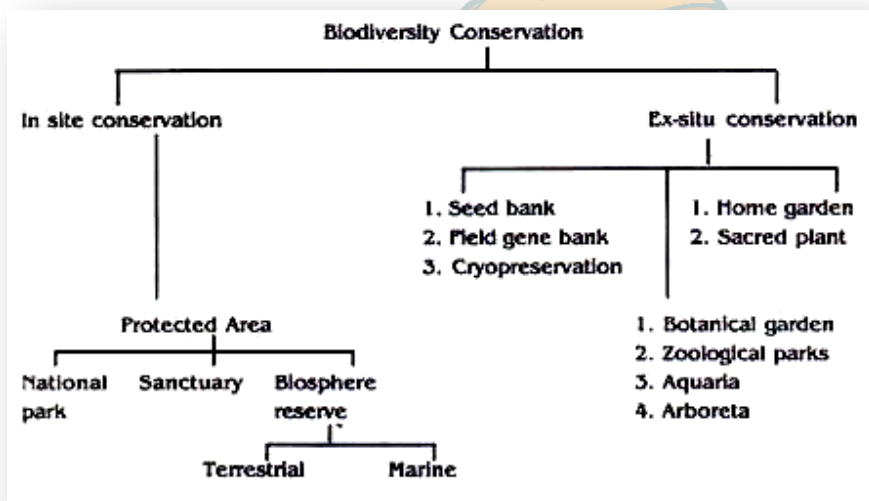 Biodiversity Conservation
In site conservation
Ex-situ conservation
1. Seed bank
2. Field gene bank
3. Cryopreservation
1. Home garden
2. Sacred plant
Protected Area
National park
Sanctuary
Biosphere reserve
1. Botanical garden
2. Zoological parks
3. Aquaria
4. Arboreta
Terrestrial
Marine